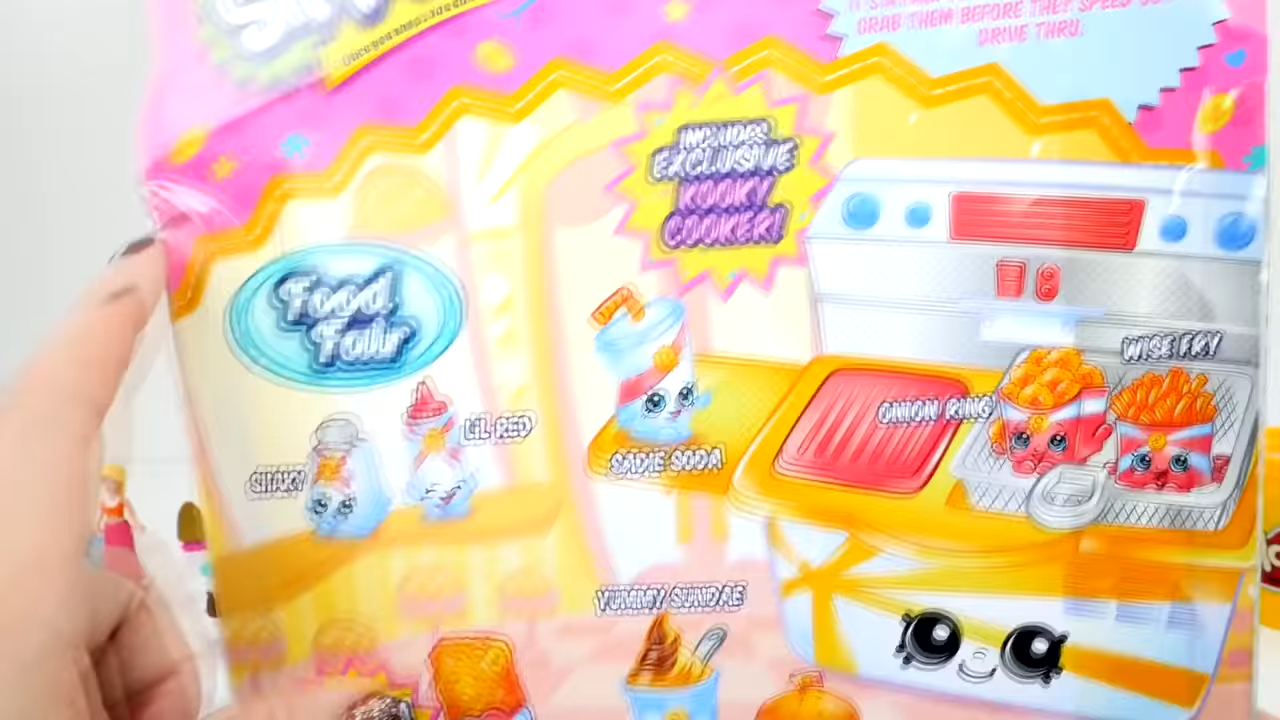 GRAB THEM BEFORE THEY SPEED
DRIVE THRU.
INCLUDES
EXCLUSIVE
KOOKY
COOKER!
Food
Fair
WISE FRY
ONION RING
LIL RED
SADIE SODA
SHAKY
YUMMY SUNDAE